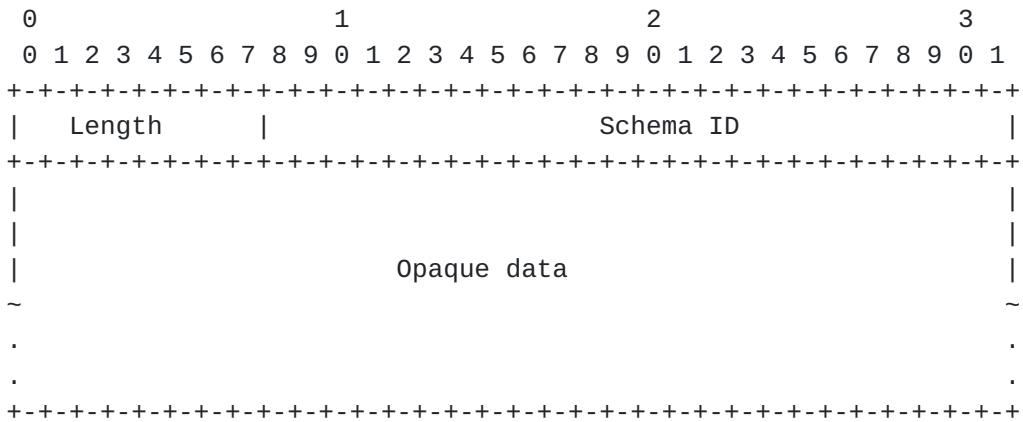 0                   1                   2                   3
 0 1 2 3 4 5 6 7 8 9 0 1 2 3 4 5 6 7 8 9 0 1 2 3 4 5 6 7 8 9 0 1
+-+-+-+-+-+-+-+-+-+-+-+-+-+-+-+-+-+-+-+-+-+-+-+-+-+-+-+-+-+-+-+-+
|   Length      |                     Schema ID                 |
+-+-+-+-+-+-+-+-+-+-+-+-+-+-+-+-+-+-+-+-+-+-+-+-+-+-+-+-+-+-+-+-+
|                                                               |
|                                                               |
|                        Opaque data                            |
~                                                               ~
.                                                               .
.                                                               .
+-+-+-+-+-+-+-+-+-+-+-+-+-+-+-+-+-+-+-+-+-+-+-+-+-+-+-+-+-+-+-+-+